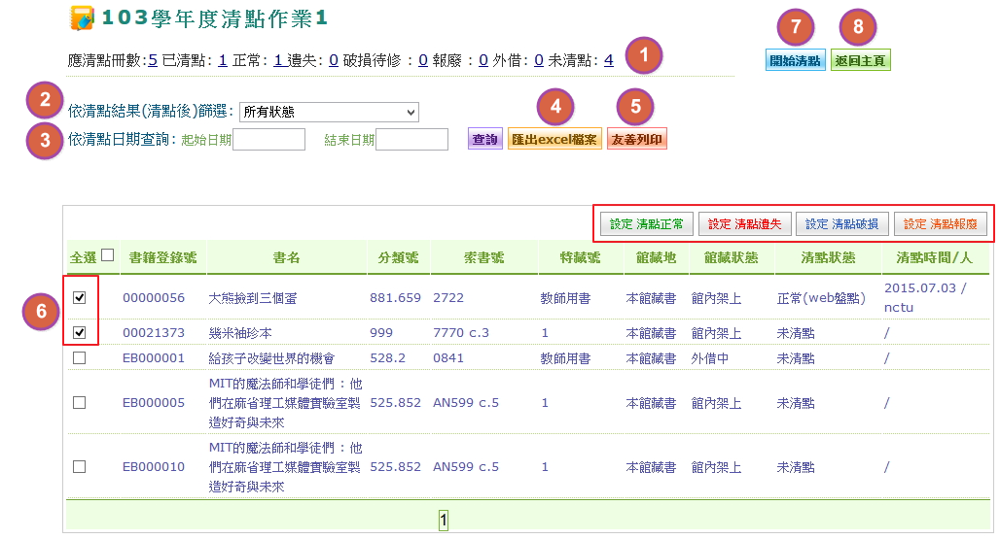 103學年度清點作業1
應清點冊數:5 已清點: 1 正常: 1 遺失: 0 破損待修 : 0 報廢 : 0 外借: 0 未清點: 4
1
7
8
開始清點
返回主頁
2
依清點結果(清點後)篩選:
所有狀態
4
5
3
依清點日期查詢: 起始日期 結束日期
查詢
匯出excel檔案
友善列印
設定 清點正常
設定 清點遺失
設定 清點破損
設定 清點報廢
全選 書籍登錄號 書名 分類號 索書號 特藏號 館藏地 館藏狀態 清點狀態 清點時間/人
6
00000056 大熊撿到三個蛋 881.659 2722 教師用書 本館藏書 館內架上 正常(web盤點) 2015.07.03 /
nctu
00021373 幾米袖珍本 999 7770 c.3 1 本館藏書 館內架上 未清點 /
EB000001 給孩子改變世界的機會 528.2 0841 教師用書 本館藏書 外借中 未清點 /
MIT的魔法師和學徒們 : 他
EB000005 們在麻省理工媒體實驗室製 525.852 AN599 c.5 1 本館藏書 館內架上 未清點 /
造好奇與未來
MIT的魔法師和學徒們 : 他
EB000010 們在麻省理工媒體實驗室製 525.852 AN599 c.5 1 本館藏書 館內架上 未清點 /
造好奇與未來
1